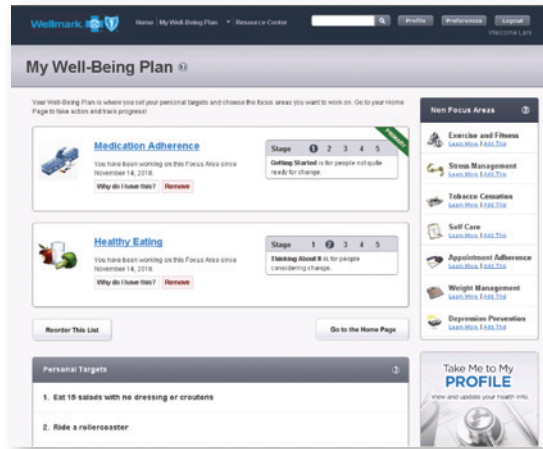 Wellmark
Home | My Well-Being Plan ▾ Resource Center
Profile Preferences Logout
Welcome Lani
My Well-Being Plan
Your Well-Being Plan is where you set your personal targets and choose the focus areas you want to work on. Go to your Home
Page to take action and track progress!
Medication Adherence
PRIMARY
You have been working on this Focus Area since
November 14, 2018.
Why do I have this? Remove
Stage 1 2 3 4 5
Getting Started is for people not quite
ready for change.
Healthy Eating
You have been working on this Focus Area since
November 14, 2018.
Why do I have this? Remove
Stage 1 2 3 4 5
Thinking About It is for people
considering change.
Reorder This List
Go to the Home Page
Personal Targets
1. Eat 15 salads with no dressing or croutons
2. Ride a rollercoaster
Non Focus Areas
Exercise and Fitness
Learn More | Add This
Stress Management
Learn More | Add This
Tobacco Cessation
Learn More | Add This
Self Care
Learn More | Add This
Appointment Adherence
Learn More | Add This
Weight Management
Learn More | Add This
Depression Prevention
Learn More | Add This
Take Me to My
PROFILE
View and update your health info.